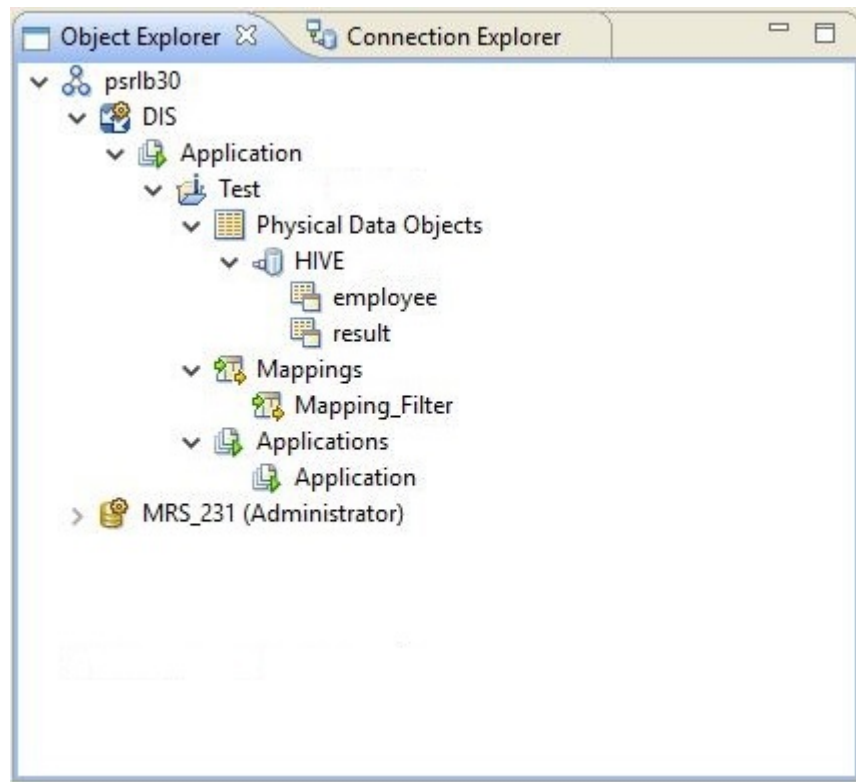 Object Explorer Connection Explorer
psrlb30
DIS
Application
Test
Physical Data Objects
HIVE
employee
result
Mappings
Mapping_Filter
Applications
Application
MRS_231 (Administrator)